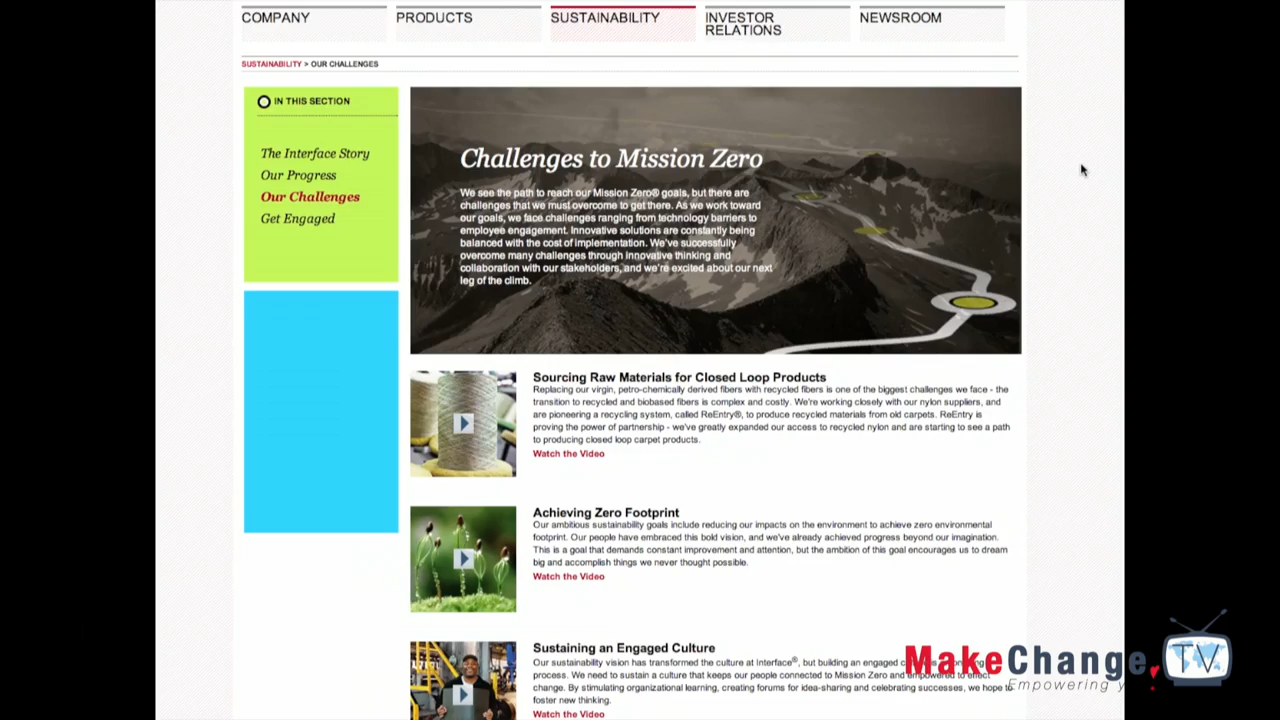 COMPANY
PRODUCTS
SUSTAINABILITY
INVESTOR
RELATIONS
NEWSROOM
SUSTAINABILITY > OUR CHALLENGES
IN THIS SECTION
The Interface Story
Our Progress
Our Challenges
Get Engaged
Challenges to Mission Zero
We see the path to reach our Mission Zero® goals, but there are
challenges that we must overcome to get there. As we work toward
our goals, we face challenges ranging from technology barriers to
employee engagement. Innovative solutions are constantly being
balanced with the cost of implementation. We've successfully
overcome many challenges through innovative thinking and
collaboration with our stakeholders, and we're excited about our next
leg of the climb.
Sourcing Raw Materials for Closed Loop Products
Replacing our virgin, petro-chemically derived fibers with recycled fibers is one of the biggest challenges we face - the
transition to recycled and biobased fibers is complex and costly. We're working closely with our nylon suppliers, and
are pioneering a recycling system, called ReEntry®, to produce recycled materials from old carpets. ReEntry is
proving the power of partnership - we've greatly expanded our access to recycled nylon and are starting to see a path
to producing closed loop carpet products.
Watch the Video
Achieving Zero Footprint
Our ambitious sustainability goals include reducing our impacts on the environment to achieve zero environmental
footprint. Our people have embraced this bold vision, and we've already achieved progress beyond our imagination.
This is a goal that demands constant improvement and attention, but the ambition of this goal encourages us to dream
big and accomplish things we never thought possible.
Watch the Video
Sustaining an Engaged Culture
Our sustainability vision has transformed the culture at Interface®, but building an engaged
process. We need to sustain a culture that keeps our people connected to Mission Zero and empowered to effect
change. By stimulating organizational learning, creating forums for idea-sharing and celebrating successes, we hope to
foster new thinking.
Watch the Video
MakeChange. TV
Empowering